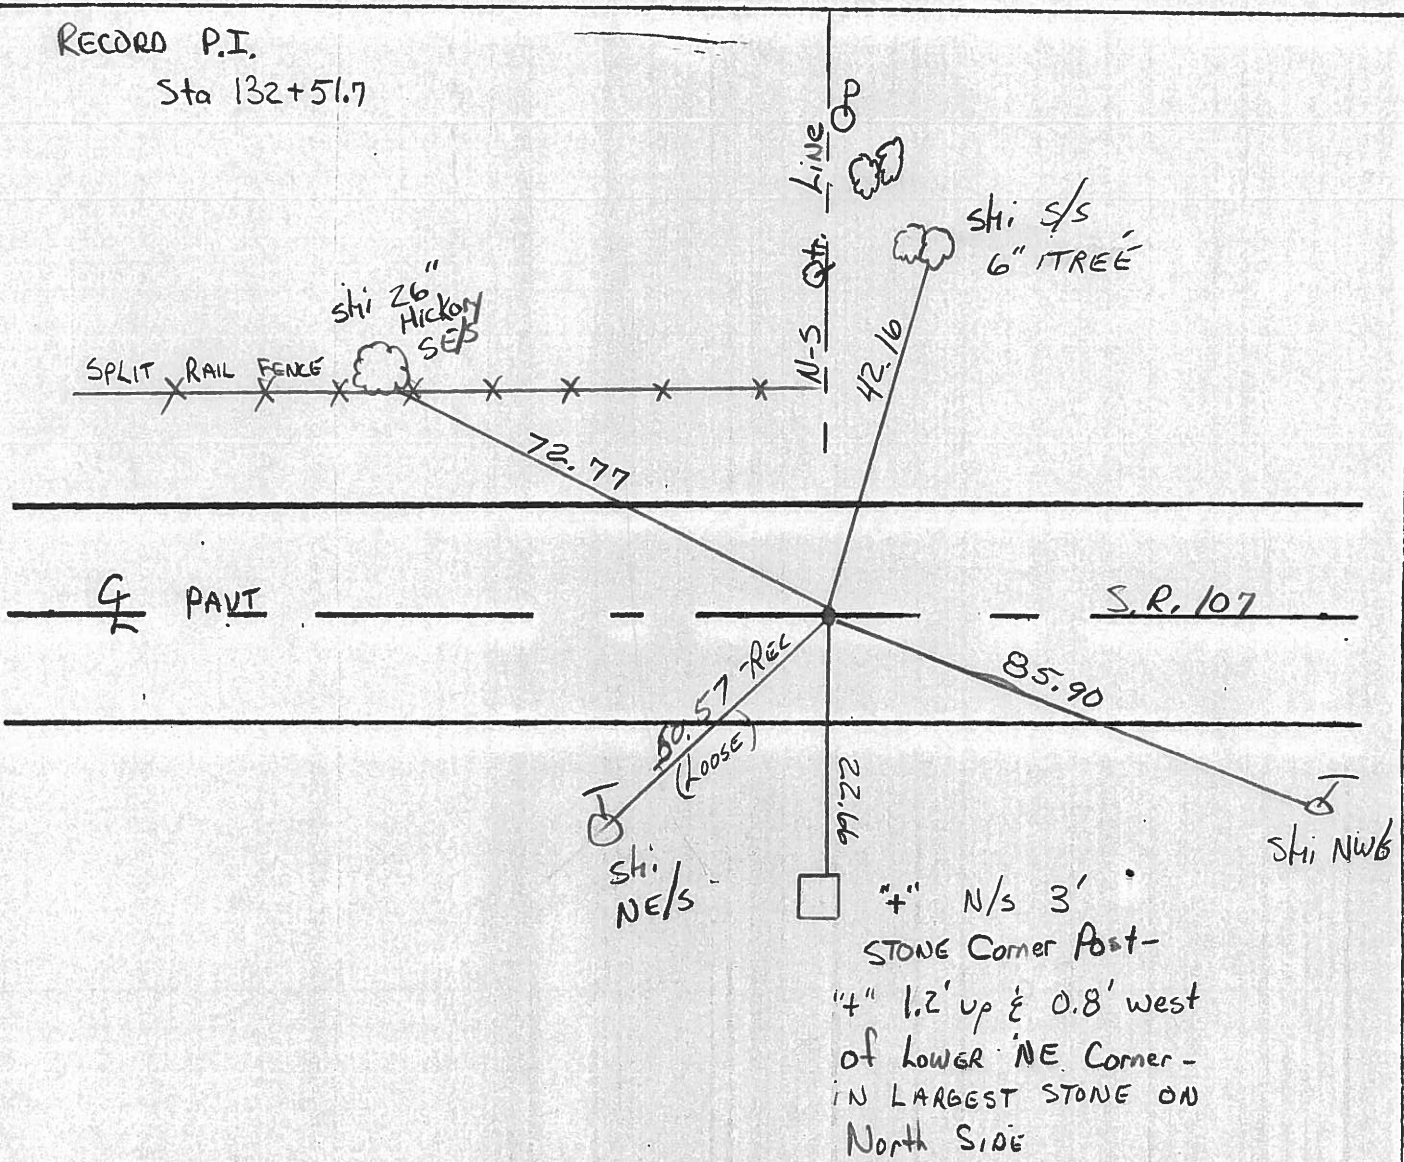 RECORD P.I.
Sta 132+51.7
P
N-S Qtr. Line
shi S/S
6" TREE
shi 26"
Hickory
SE/S
SPLIT RAIL FENCE
42.16
72.77
℄ PAVT
S.R. 107
50.57 -REC
(LOOSE)
85.90
22.66
shi
NE/S
shi
"+" N/S 3'
STONE Corner Post-
"+" 1.2' up & 0.8' west
of LOWER NE Corner-
iN LARGEST STONE ON
North SIDE